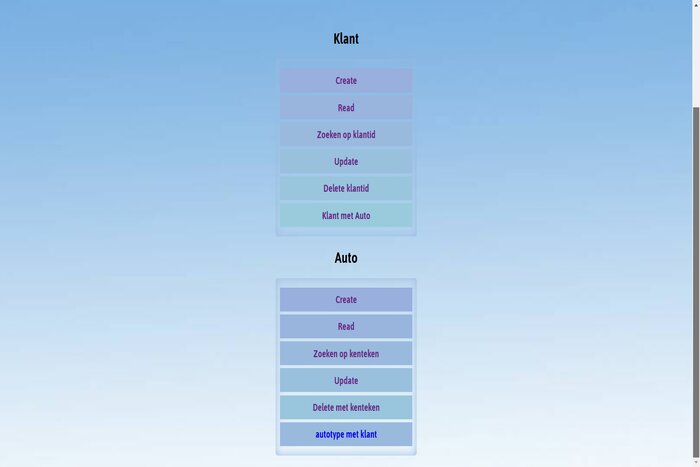 Klant
Create
Read
Zoeken op klantid
Update
Delete klantid
Klant met Auto
Auto
Create
Read
Zoeken op kenteken
Update
Delete met kenteken
autotype met klant